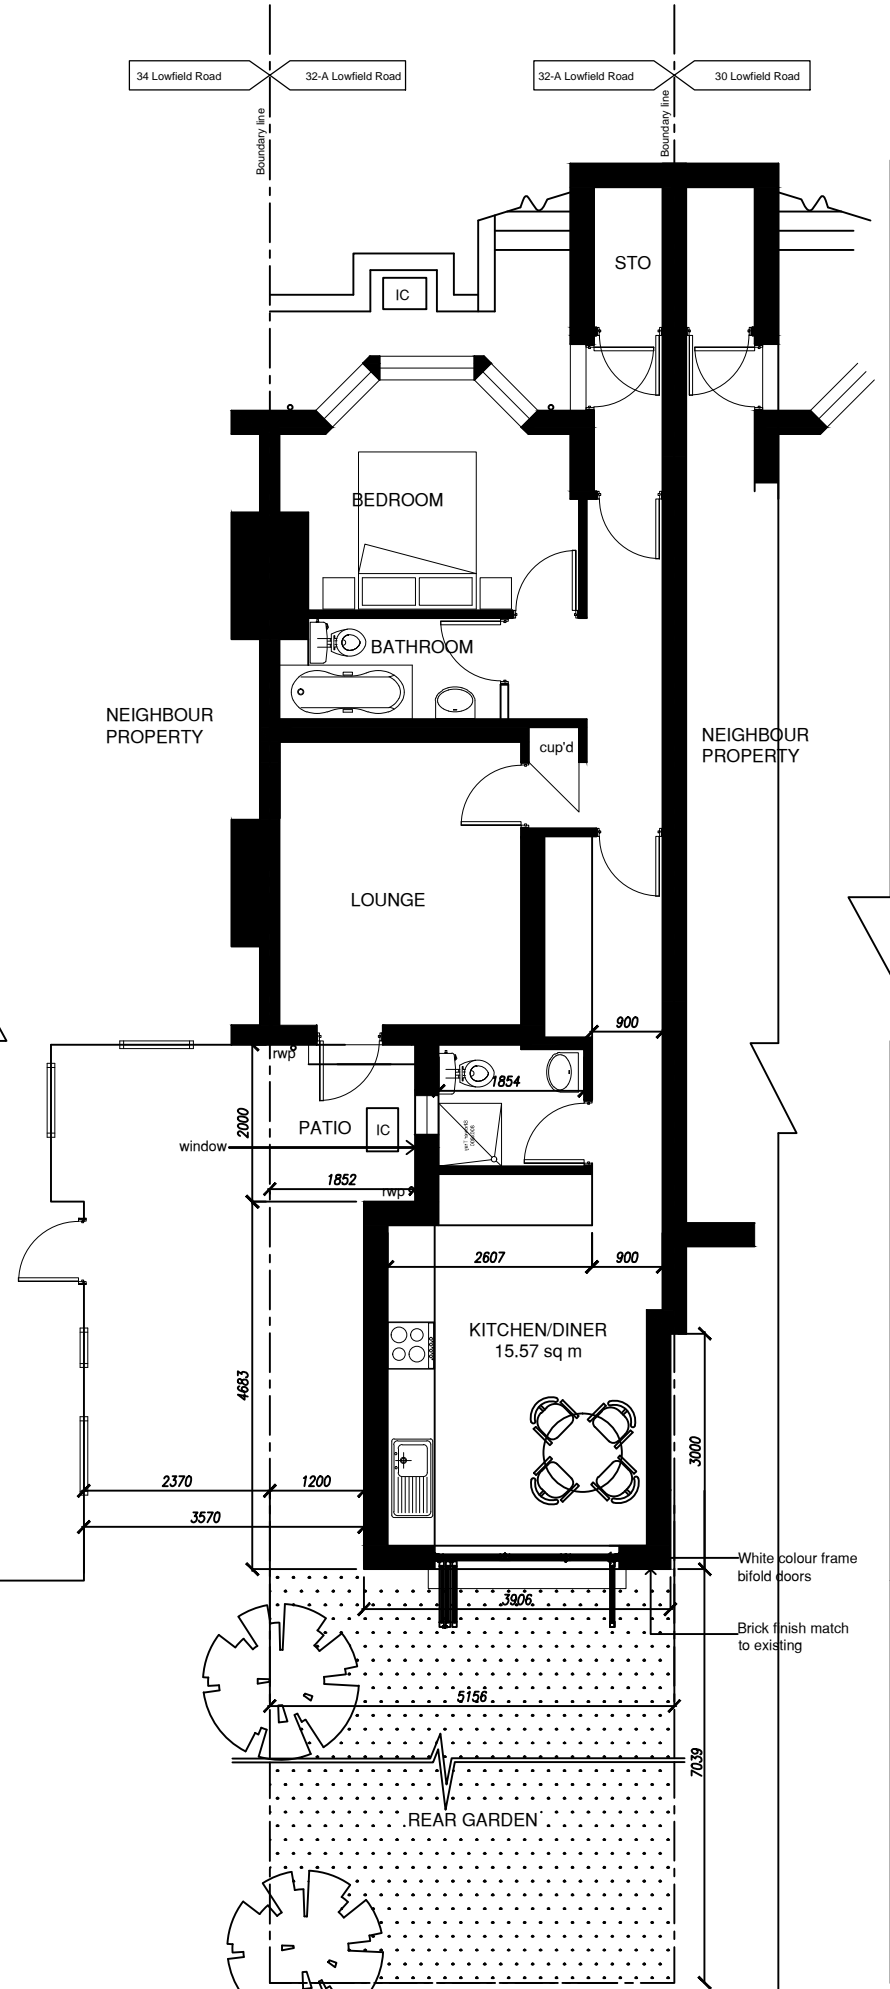 34 Lowfield Road
32-A Lowfield Road
32-A Lowfield Road
30 Lowfield Road
Boundary line
Boundary line
STO
IC
BEDROOM
BATHROOM
NEIGHBOUR
PROPERTY
NEIGHBOUR
PROPERTY
cup'd
LOUNGE
900
rwp
1854
2000
PATIO
IC
window
1852
rwp
2607
900
KITCHEN/DINER
15.57 sq m
4683
3000
2370
1200
3570
White colour frame
bifold doors
3906
Brick finish match
to existing
5156
7039
REAR GARDEN